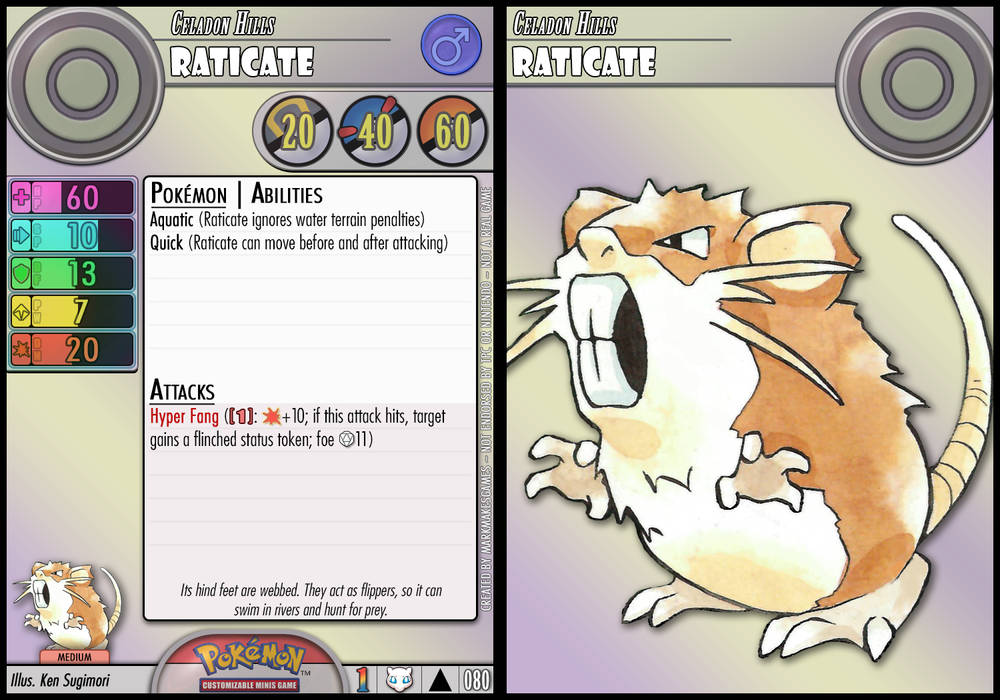 CELADON HILLS
RATICATE
20 40 60
60
10
13
7
20
POKÉMON | ABILITIES
Aquatic (Raticate ignores water terrain penalties)
Quick (Raticate can move before and after attacking)
ATTACKS
Hyper Fang ([1]: +10; if this attack hits, target
gains a flinched status token; foe 11)
Its hind feet are webbed. They act as flippers, so it can
swim in rivers and hunt for prey.
CREATED BY MARKMAKESGAMES – NOT ENDORSED BY TPC OR NINTENDO – NOT A REAL GAME
MEDIUM
Illus. Ken Sugimori
POKéMON™
CUSTOMIZABLE MINIS GAME
1 080
CELADON HILLS
RATICATE